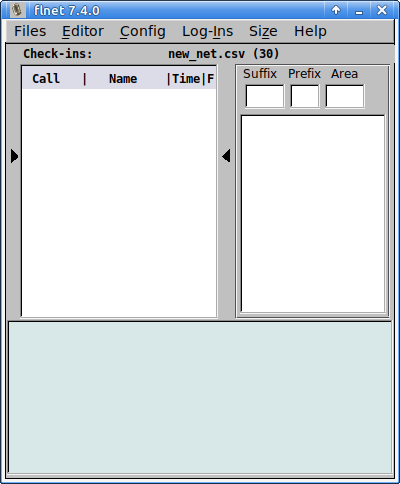 flnet 7.4.0
Files Editor Config Log-Ins Size Help
Check-ins: new_net.csv (30)
Suffix Prefix Area
Call | Name |Time|F